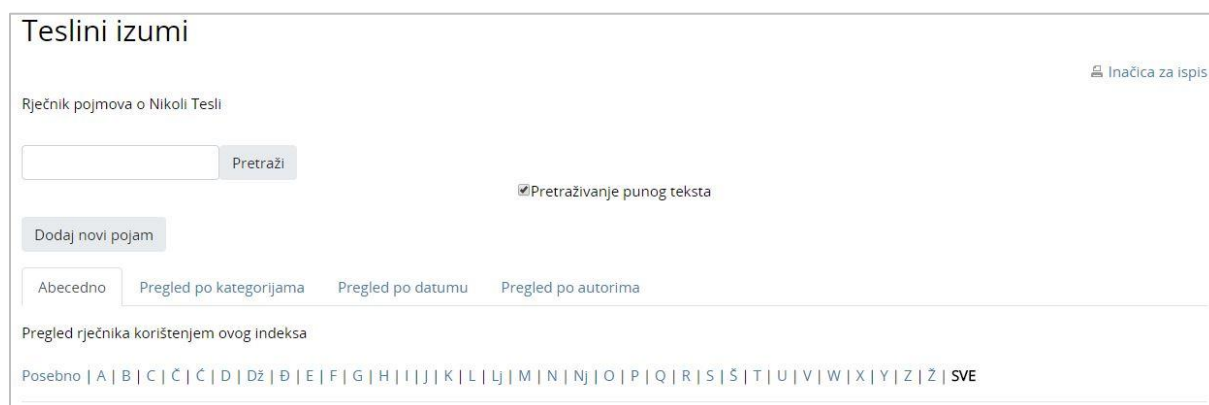 Teslini izumi
Inačica za ispis
Rječnik pojmova o Nikoli Tesli
Pretraži
Pretraživanje punog teksta
Dodaj novi pojam
Abecedno Pregled po kategorijama Pregled po datumu Pregled po autorima
Pregled rječnika korištenjem ovog indeksa
Posebno | A | B | C | Č | Ć | D | Dž | Đ | E | F | G | H | I | J | K | L | Lj | M | N | Nj | O | P | Q | R | S | Š | T | U | V | W | X | Y | Z | Ž | SVE